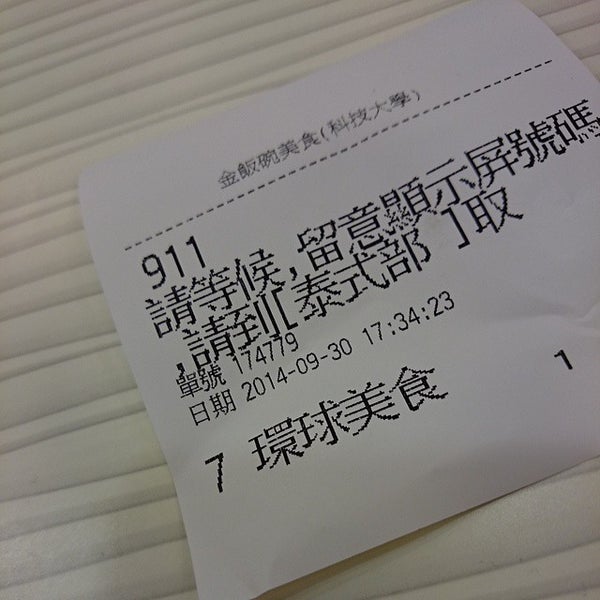 金飯碗美食(科技大學)
911
請等候,留意顯示屏號碼
,請到[泰式部 ]取
單號 174779
日期 2014-09-30 17:34:23
7 環球美食 1